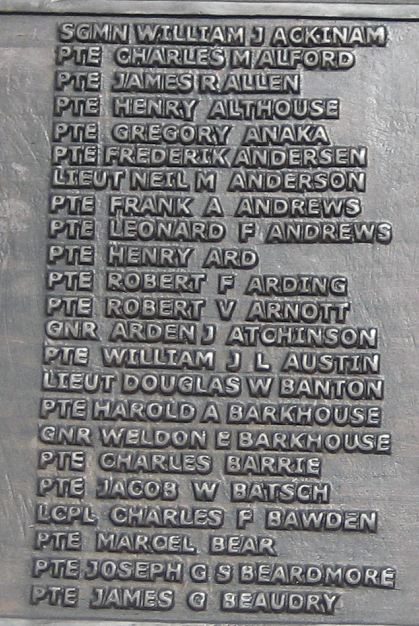 SGMN WILLIAM J ACKINAM
PTE CHARLES M ALFORD
PTE JAMES R ALLEN
PTE HENRY ALTHOUSE
PTE GREGORY ANAKA
PTE FREDERIK ANDERSEN
LIEUT NEIL M ANDERSON
PTE FRANK A ANDREWS
PTE LEONARD F ANDREWS
PTE HENRY ARD
PTE ROBERT F ARDING
PTE ROBERT V ARNOTT
GNR ARDEN J ATCHINSON
PTE WILLIAM J L AUSTIN
LIEUT DOUGLAS W BANTON
PTE HAROLD A BARKHOUSE
GNR WELDON E BARKHOUSE
PTE CHARLES BARRIE
PTE JACOB W BATSCH
LCPL CHARLES F BAWDEN
PTE MARCEL BEAR
PTE JOSEPH G S BEARDMORE
PTE JAMES G BEAUDRY